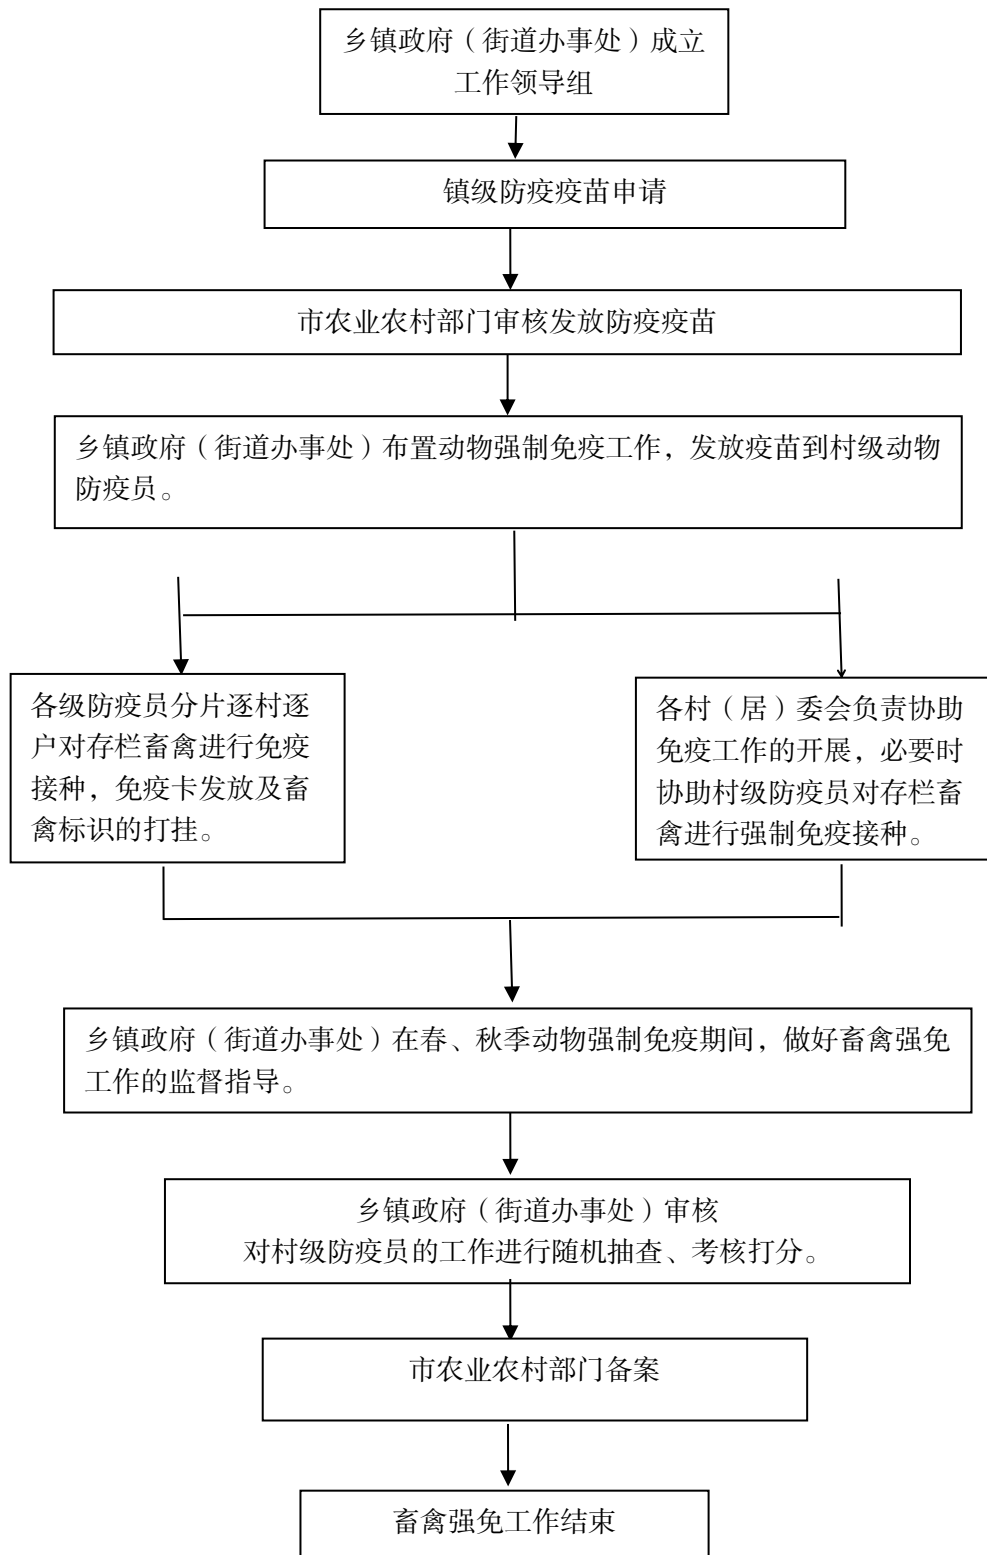 乡镇政府（街道办事处）成立
工作领导组
镇级防疫疫苗申请
市农业农村部门审核发放防疫疫苗
乡镇政府（街道办事处）布置动物强制免疫工作，发放疫苗到村级动物
防疫员。
各级防疫员分片逐村逐
户对存栏畜禽进行免疫
接种，免疫卡发放及畜
禽标识的打挂。
各村（居）委会负责协助
免疫工作的开展，必要时
协助村级防疫员对存栏畜
禽进行强制免疫接种。
乡镇政府（街道办事处）在春、秋季动物强制免疫期间，做好畜禽强免
工作的监督指导。
乡镇政府（街道办事处）审核
对村级防疫员的工作进行随机抽查、考核打分。
市农业农村部门备案
畜禽强免工作结束